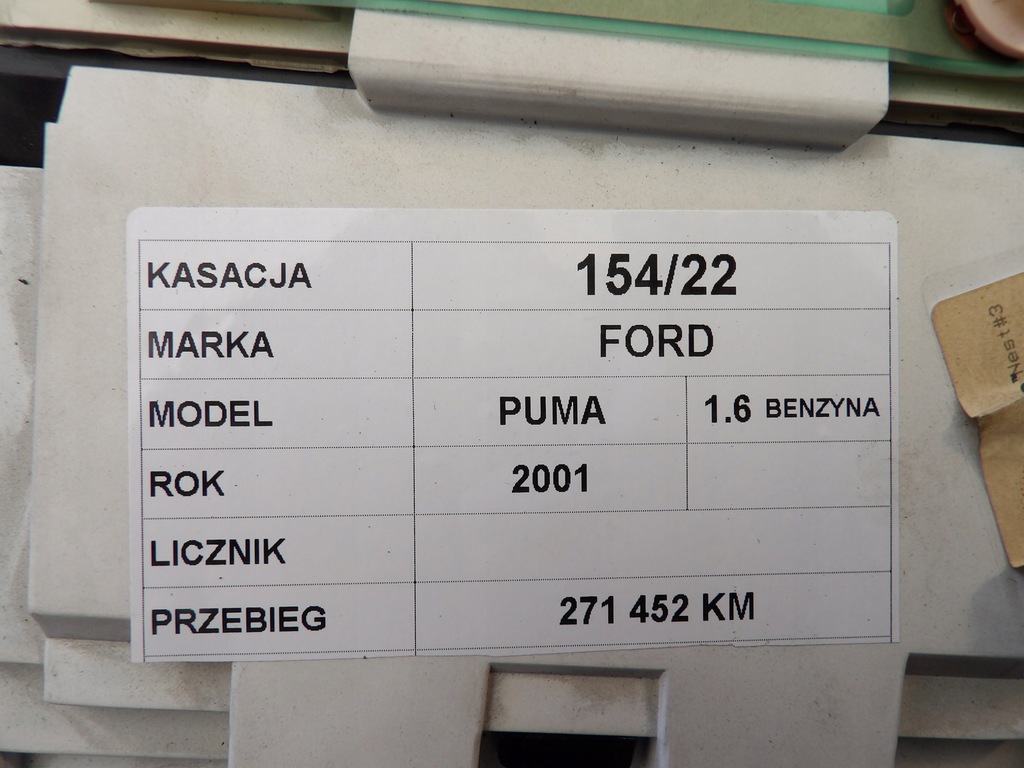 KASACJA 154/22
MARKA FORD
MODEL PUMA 1.6 BENZYNA
ROK 2001
LICZNIK
PRZEBIEG 271 452 KM
Nest#3